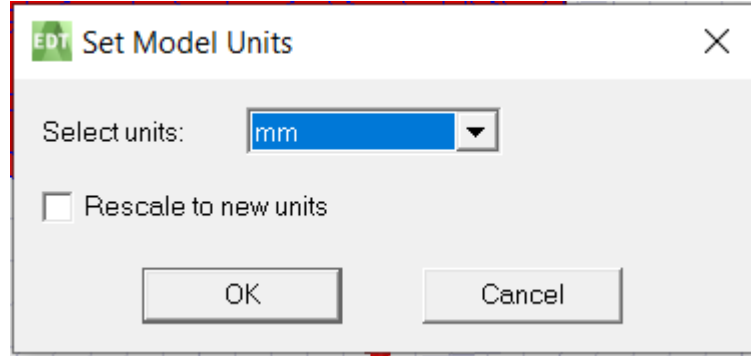 EDT Set Model Units
Select units: mm
Rescale to new units
OK Cancel